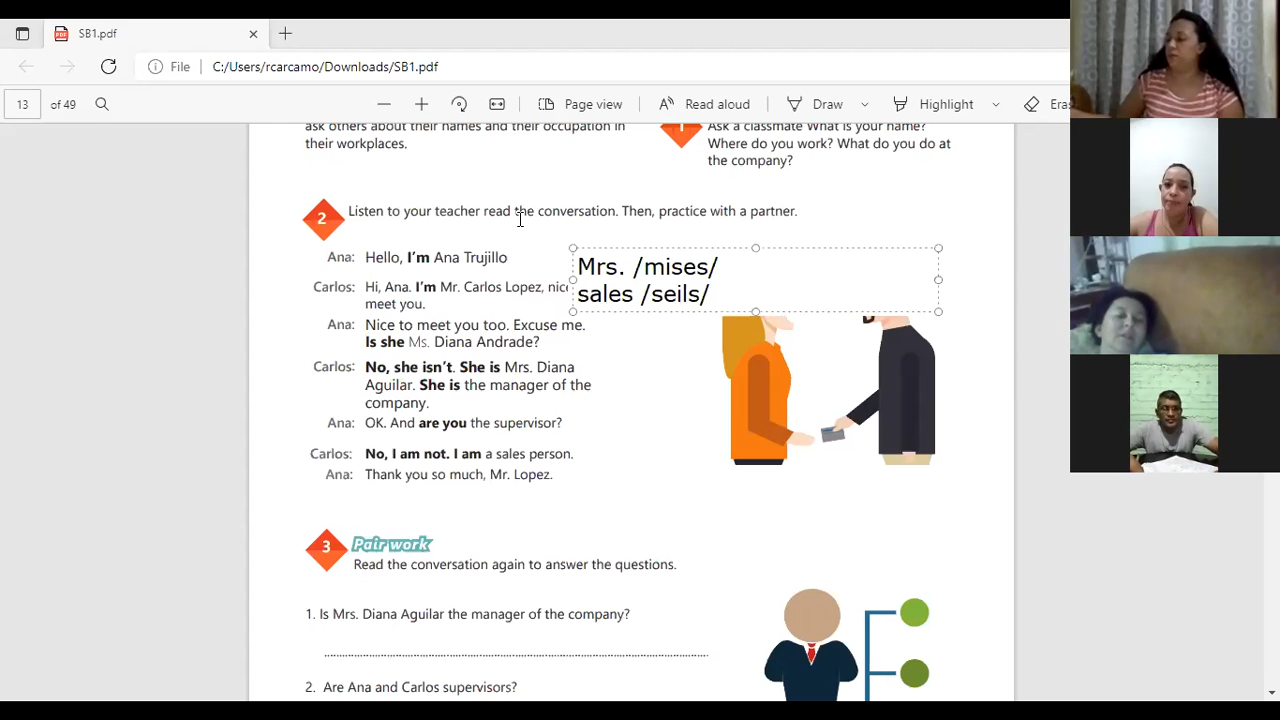 SB1.pdf
File C:/Users/rcarcamo/Downloads/SB1.pdf
13 of 49 Page view Read aloud Draw Highlight
ask others about their names and their occupation in
their workplaces.
1 Ask a classmate What is your name?
Where do you work? What do you do at
the company?
2 Listen to your teacher read the conversation. Then, practice with a partner.
Ana: Hello, I'm Ana Trujillo
Carlos: Hi, Ana. I'm Mr. Carlos Lopez, nice
meet you.
Mrs. /mises/
sales /seils/
Ana: Nice to meet you too. Excuse me.
Is she Ms. Diana Andrade?
Carlos: No, she isn't. She is Mrs. Diana
Aguilar. She is the manager of the
company.
Ana: OK. And are you the supervisor?
Carlos: No, I am not. I am a sales person.
Ana: Thank you so much, Mr. Lopez.
3 Pair work
Read the conversation again to answer the questions.
1. Is Mrs. Diana Aguilar the manager of the company?
2. Are Ana and Carlos supervisors?